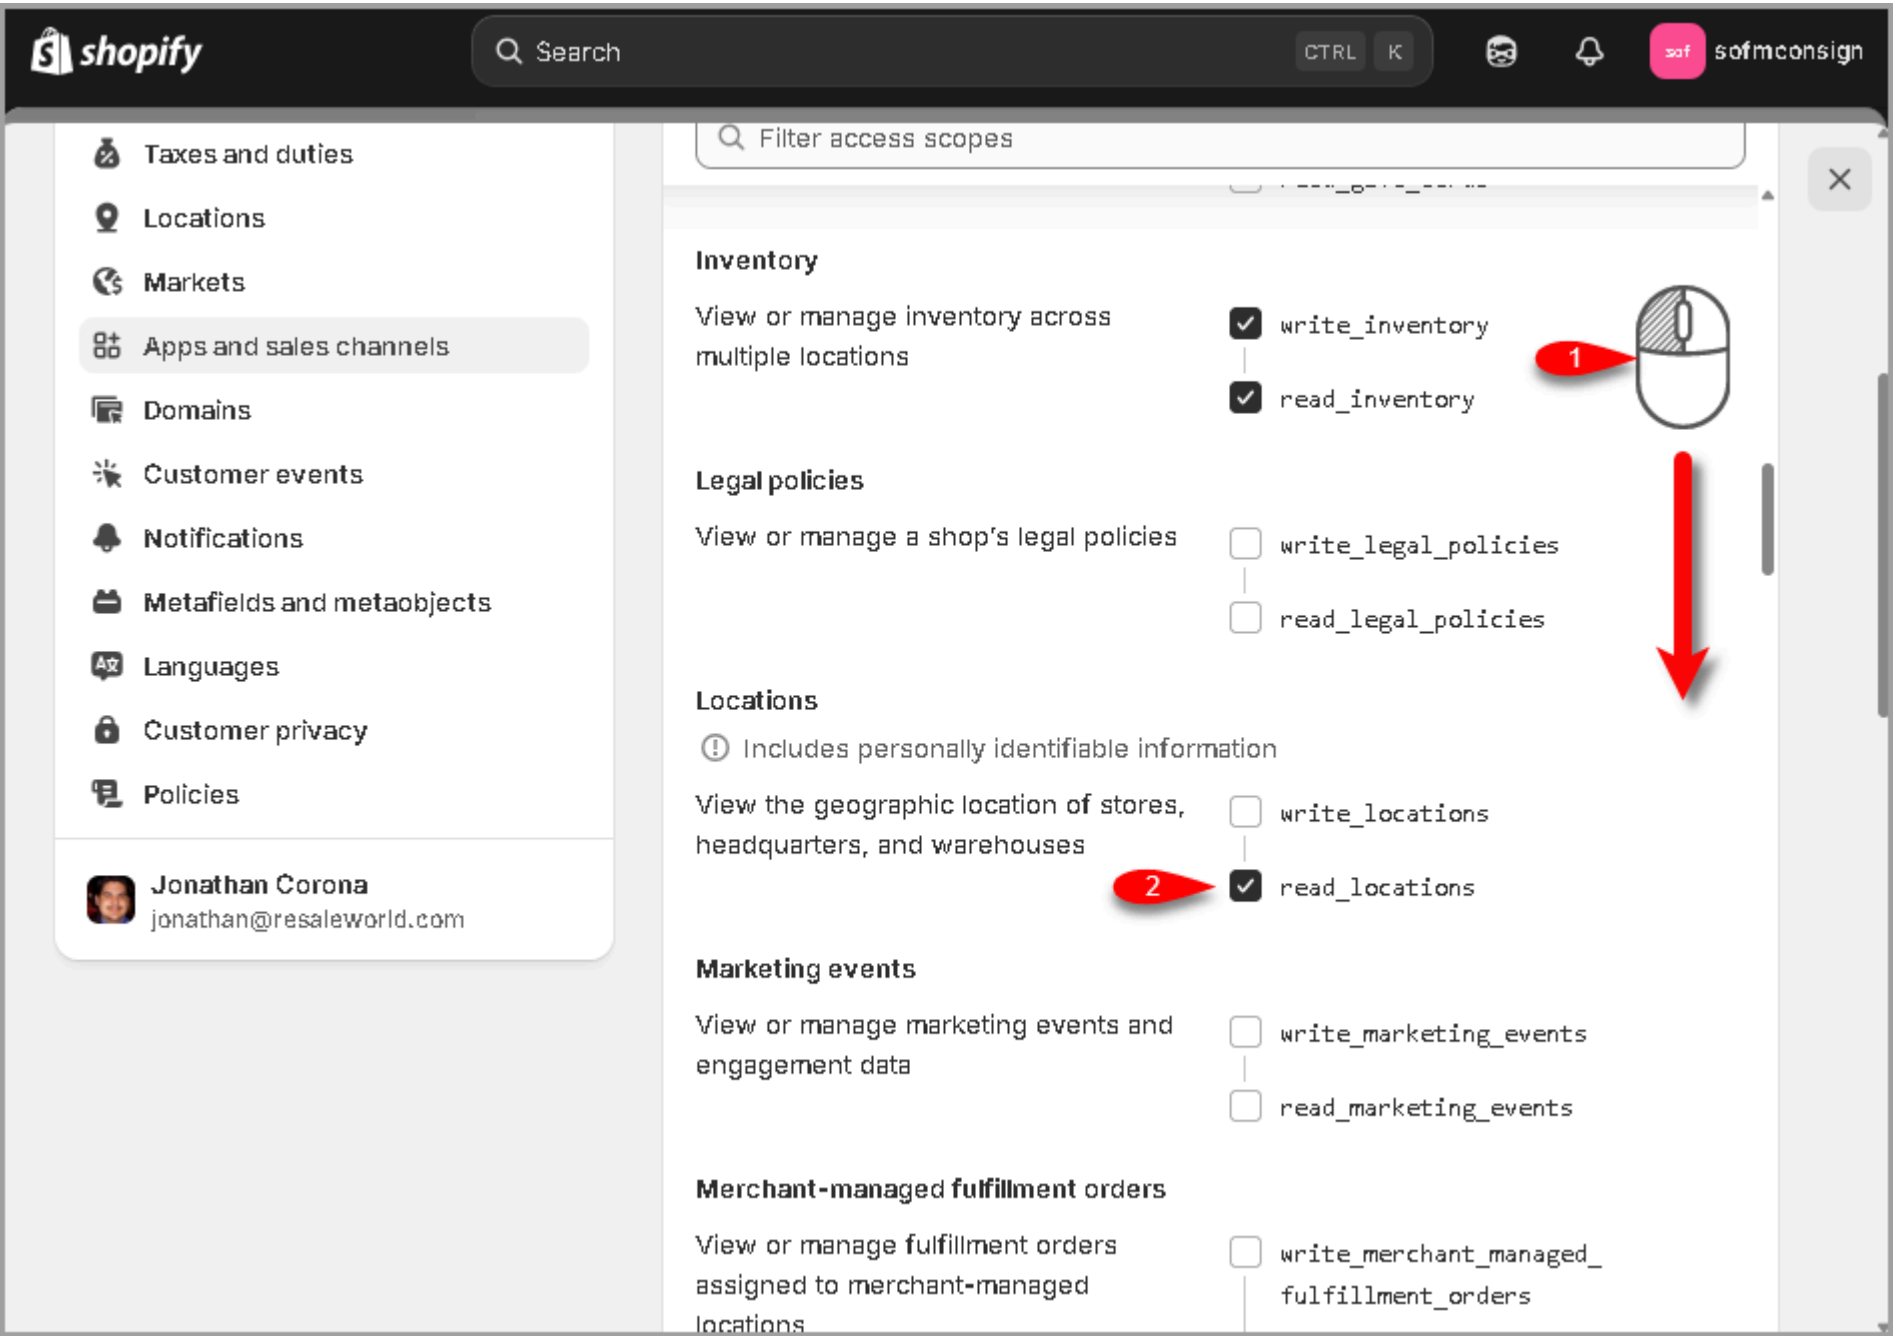 shopify
Search
CTRL K
sof
sofmconsign
Taxes and duties
Locations
Markets
Apps and sales channels
Domains
Customer events
Notifications
Metafields and metaobjects
Languages
Customer privacy
Policies
Jonathan Corona
jonathan@resaleworld.com
Filter access scopes
Inventory
View or manage inventory across
multiple locations
write_inventory
read_inventory
1
Legal policies
View or manage a shop's legal policies
write_legal_policies
read_legal_policies
Locations
Includes personally identifiable information
View the geographic location of stores,
headquarters, and warehouses
write_locations
2
read_locations
Marketing events
View or manage marketing events and
engagement data
write_marketing_events
read_marketing_events
Merchant-managed fulfillment orders
View or manage fulfillment orders
assigned to merchant-managed
locations
write_merchant_managed_
fulfillment_orders